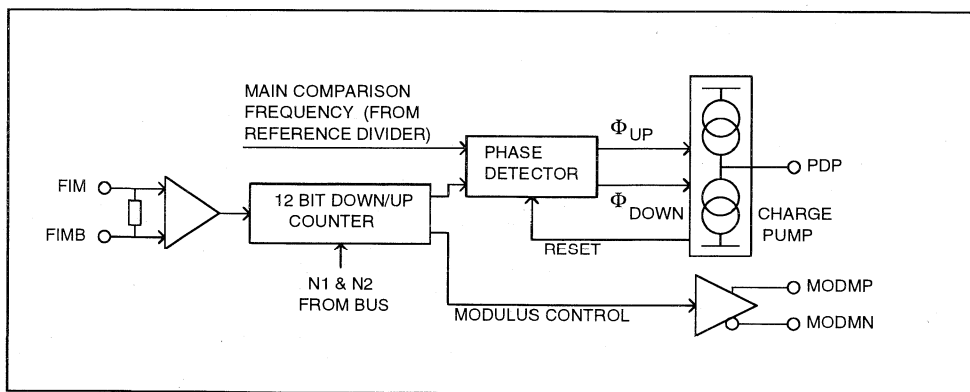 MAIN COMPARISON
FREQUENCY (FROM
REFERENCE DIVIDER)
ΦUP
PHASE
DETECTOR
PDP
FIM
12 BIT DOWN/UP
COUNTER
ΦDOWN
CHARGE
PUMP
FIMB
RESET
N1 & N2
FROM BUS
MODULUS CONTROL
MODMP
MODMN